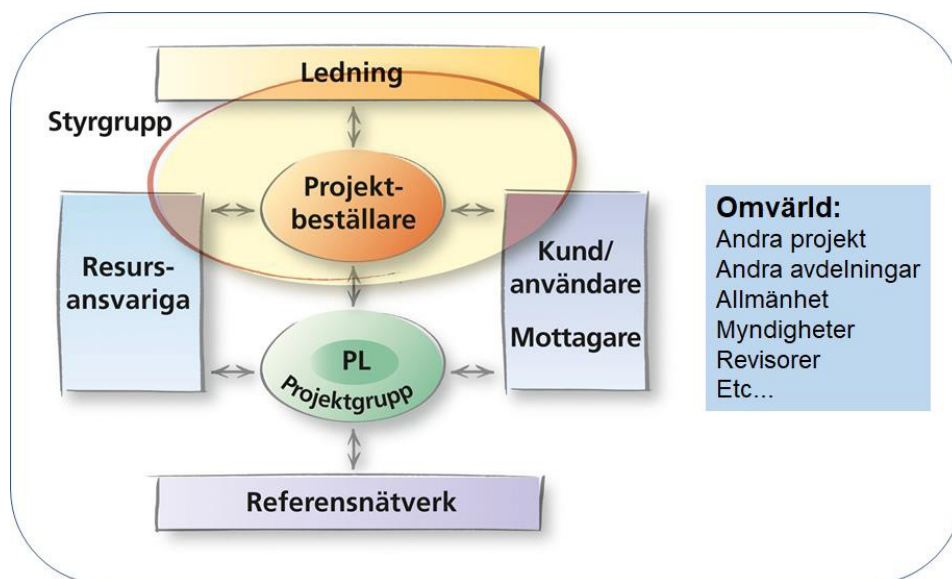 Ledning
Styrgrupp
Projekt-
beställare
Resurs-
ansvariga
Kund/
användare
Mottagare
PL
Projektgrupp
Referensnätverk
Omvärld:
Andra projekt
Andra avdelningar
Allmänhet
Myndigheter
Revisorer
Etc...